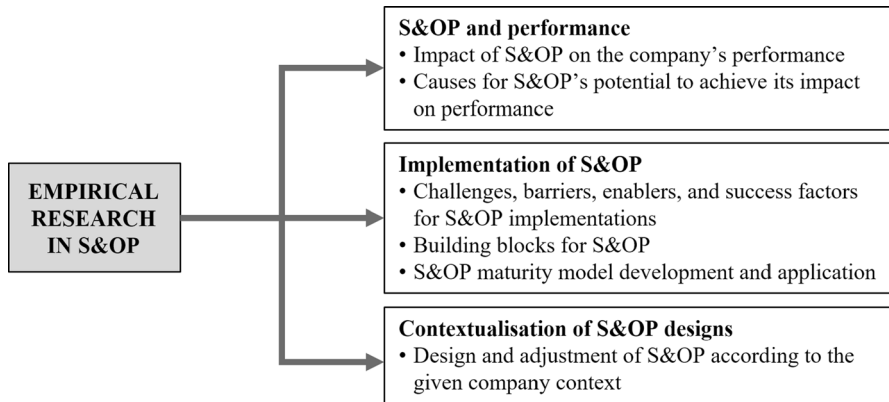 EMPIRICAL
RESEARCH
IN S&OP
S&OP and performance
• Impact of S&OP on the company’s performance
• Causes for S&OP’s potential to achieve its impact
on performance
Implementation of S&OP
• Challenges, barriers, enablers, and success factors
for S&OP implementations
• Building blocks for S&OP
• S&OP maturity model development and application
Contextualisation of S&OP designs
• Design and adjustment of S&OP according to the
given company context